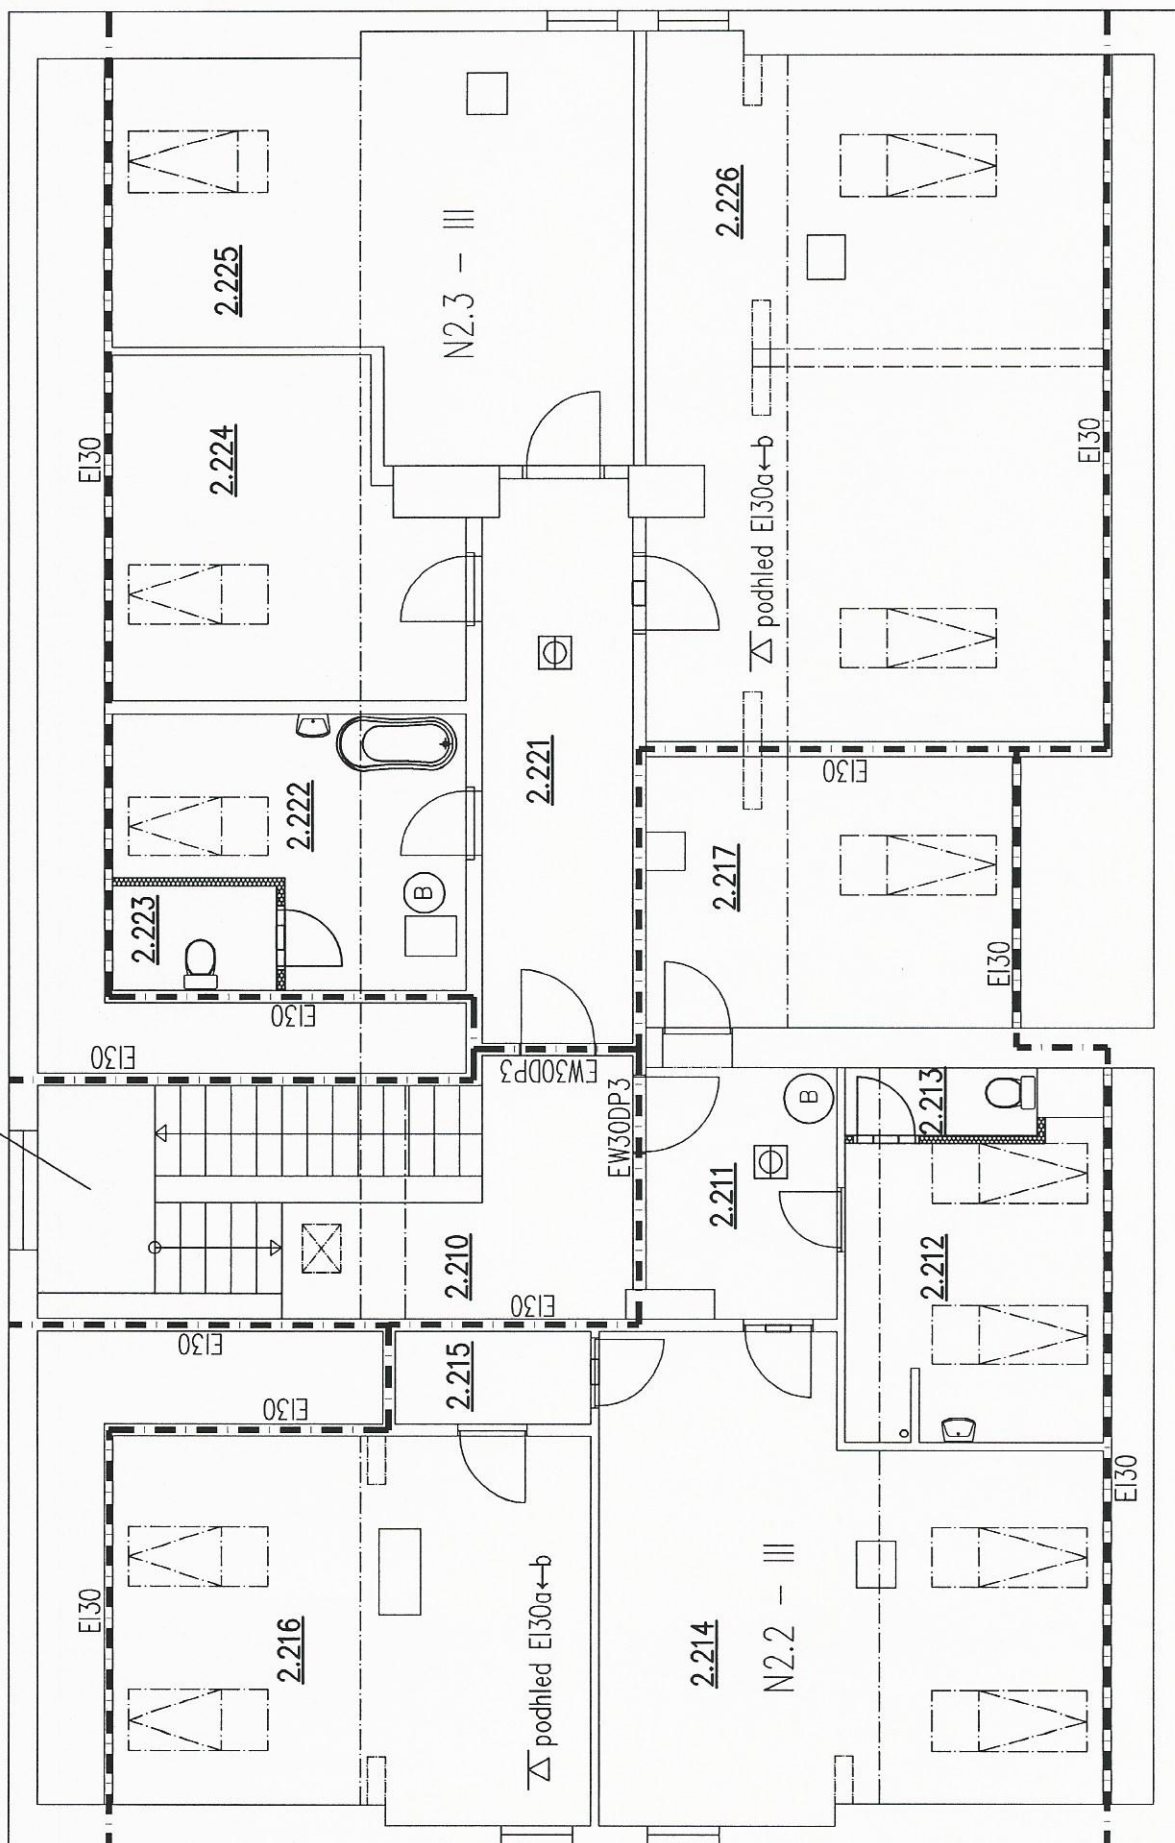 EI30
2.225
N2.3 - III
2.226
2.224
EI30
podhled EI30a←b
2.221
2.222
2.223
B
EI30
2.217
EI30
EI30
EI30
EW30DP3
EW30DP3
B
2.213
2.211
2.212
2.210
EI30
EI30
2.215
EI30
EI30
2.216
podhled EI30a←b
2.214
N2.2 - III
EI30